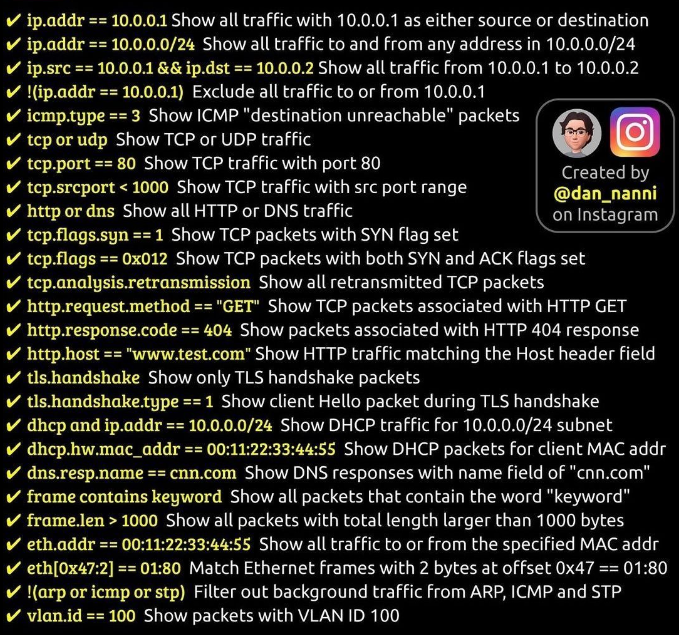 ✔ ip.addr == 10.0.0.1 Show all traffic with 10.0.0.1 as either source or destination
✔ ip.addr == 10.0.0.0/24 Show all traffic to and from any address in 10.0.0.0/24
✔ ip.src == 10.0.0.1 && ip.dst == 10.0.0.2 Show all traffic from 10.0.0.1 to 10.0.0.2
✔ !(ip.addr == 10.0.0.1) Exclude all traffic to or from 10.0.0.1
✔ icmp.type == 3 Show ICMP "destination unreachable" packets
✔ tcp or udp Show TCP or UDP traffic
✔ tcp.port == 80 Show TCP traffic with port 80
✔ tcp.srcport < 1000 Show TCP traffic with src port range
✔ http or dns Show all HTTP or DNS traffic
✔ tcp.flags.syn == 1 Show TCP packets with SYN flag set
✔ tcp.flags == 0x012 Show TCP packets with both SYN and ACK flags set
✔ tcp.analysis.retransmission Show all retransmitted TCP packets
✔ http.request.method == "GET" Show TCP packets associated with HTTP GET
✔ http.response.code == 404 Show packets associated with HTTP 404 response
✔ http.host == "www.test.com" Show HTTP traffic matching the Host header field
✔ tls.handshake Show only TLS handshake packets
✔ tls.handshake.type == 1 Show client Hello packet during TLS handshake
✔ dhcp and ip.addr == 10.0.0.0/24 Show DHCP traffic for 10.0.0.0/24 subnet
✔ dhcp.hw.mac_addr == 00:11:22:33:44:55 Show DHCP packets for client MAC addr
✔ dns.resp.name == cnn.com Show DNS responses with name field of "cnn.com"
✔ frame contains keyword Show all packets that contain the word "keyword"
✔ frame.len > 1000 Show all packets with total length larger than 1000 bytes
✔ eth.addr == 00:11:22:33:44:55 Show all traffic to or from the specified MAC addr
✔ eth[0x47:2] == 01:80 Match Ethernet frames with 2 bytes at offset 0x47 == 01:80
✔ !(arp or icmp or stp) Filter out background traffic from ARP, ICMP and STP
✔ vlan.id == 100 Show packets with VLAN ID 100
Created by
@dan_nanni
on Instagram